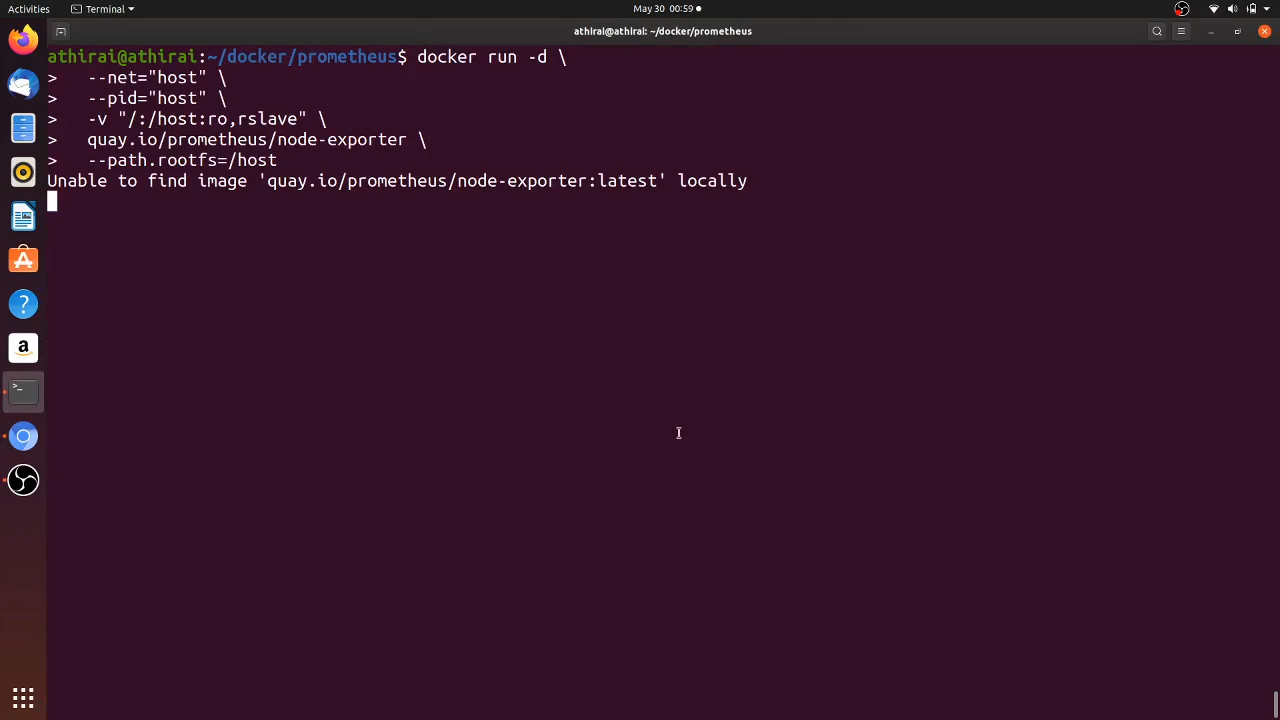 Activities
Terminal
May 30 00:59
athirai@athirai: ~/docker/prometheus
athirai@athirai:~/docker/prometheus$ docker run -d \
>   --net="host" \
>   --pid="host" \
>   -v "/:/host:ro,rslave" \
>   quay.io/prometheus/node-exporter \
>   --path.rootfs=/host
Unable to find image 'quay.io/prometheus/node-exporter:latest' locally